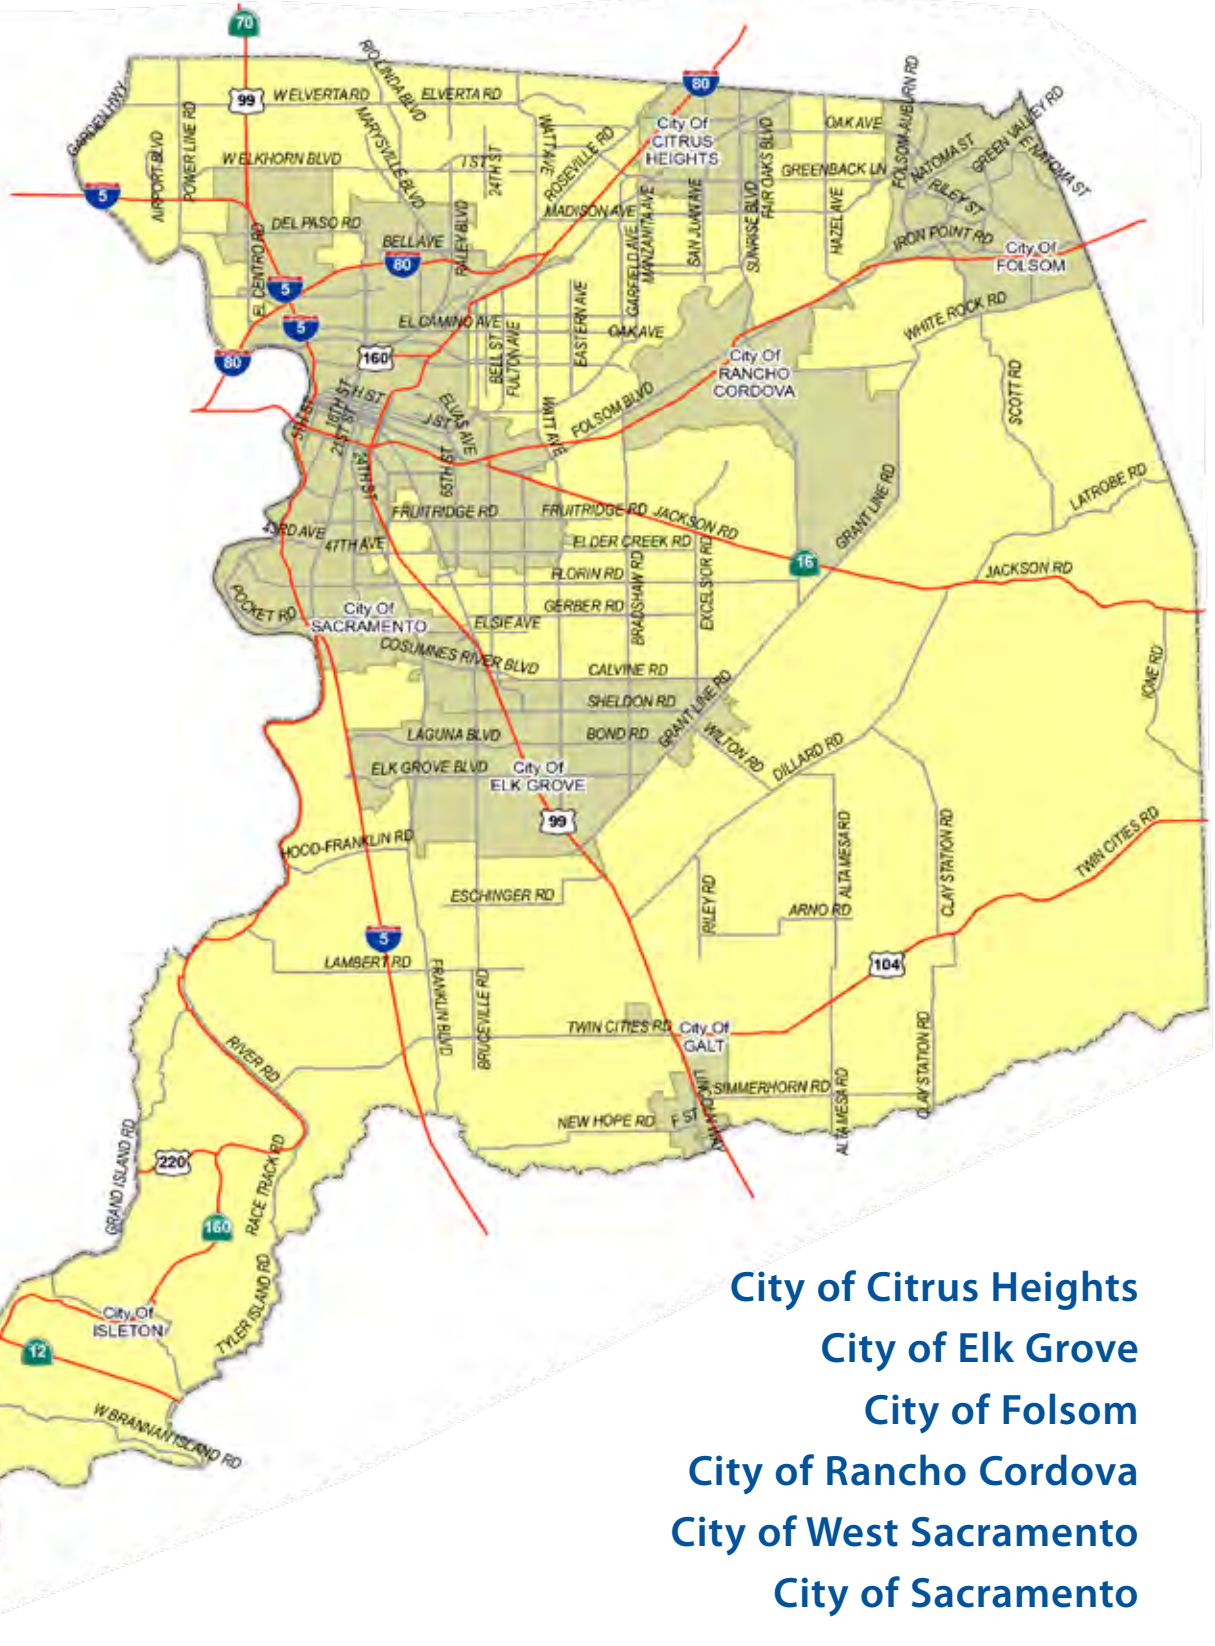 70
99
W ELVERTA RD
RIO LINDA BLVD
ELVERTA RD
80
GARDEN HWY
POWER LINE RD
AIRPORT BLVD
MARYSVILLE BLVD
WATT AVE
ROSEVILLE RD
City Of
CITRUS
HEIGHTS
OAK AVE
FOLSOM-AUBURN RD
GREEN VALLEY RD
E NATOMA ST
NATOMA ST
W ELKHORN BLVD
I ST
24TH ST
GREENBACK LN
FAIR OAKS BLVD
RILEY ST
5
DEL PASO RD
MADISON AVE
MANZANITA AVE
SAN JUAN AVE
SUNRISE BLVD
HAZEL AVE
IRON POINT RD
City Of
FOLSOM
BELL AVE
RALEY BLVD
80
EL CENTRO RD
5
GARFIELD AVE
5
EL CAMINO AVE
EASTERN AVE
OAK AVE
WHITE ROCK RD
80
160
BELL ST
FULTON AVE
City Of
RANCHO
CORDOVA
SCOTT RD
H ST
16TH ST
21ST ST
5TH ST
J ST
ELVAS AVE
WATT AVE
FOLSOM BLVD
24TH ST
65TH ST
GRANT LINE RD
LATROBE RD
FRUITRIDGE RD
FRUITRIDGE RD
JACKSON RD
43RD AVE
47TH AVE
ELDER CREEK RD
16
JACKSON RD
FLORIN RD
BRADSHAW RD
EXCELSIOR RD
POCKET RD
City Of
SACRAMENTO
GERBER RD
ELSIE AVE
COSUMNES RIVER BLVD
CALVINE RD
IONE RD
SHELDON RD
GRANT LINE RD
LAGUNA BLVD
BOND RD
WILTON RD
DILLARD RD
ELK GROVE BLVD
City Of
ELK GROVE
99
HOOD-FRANKLIN RD
ALTA MESA RD
CLAY STATION RD
TWIN CITIES RD
ESCHINGER RD
RILEY RD
ARNO RD
5
LAMBERT RD
104
FRANKLIN BLVD
BRUCEVILLE RD
TWIN CITIES RD
City Of
GALT
RIVER RD
CLAY STATION RD
SIMMERHORN RD
LINCOLN WAY
ALTA MESA RD
NEW HOPE RD
F ST
GRAND ISLAND RD
220
RACE TRACK RD
160
City Of
ISLETON
TYLER ISLAND RD
12
W BRANNAN ISLAND RD
City of Citrus Heights
City of Elk Grove
City of Folsom
City of Rancho Cordova
City of West Sacramento
City of Sacramento